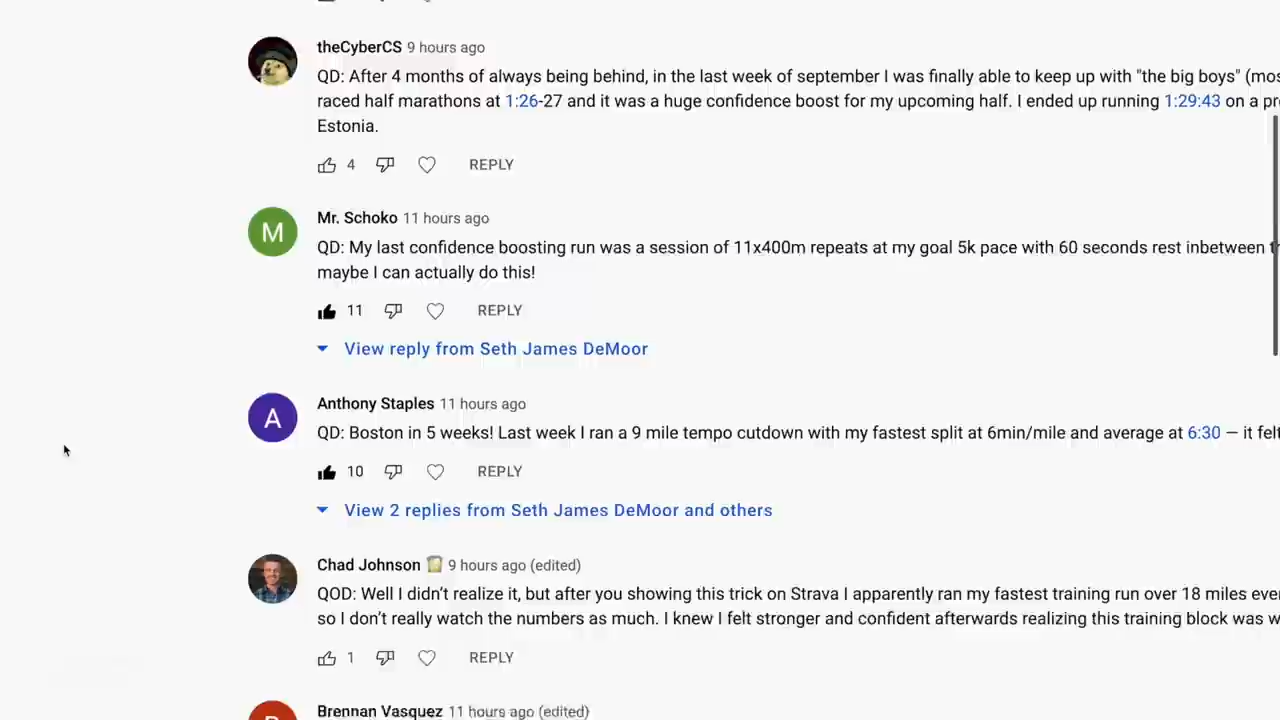 theCyberCS 9 hours ago
QD: After 4 months of always being behind, in the last week of september I was finally able to keep up with "the big boys" (mos
raced half marathons at 1:26-27 and it was a huge confidence boost for my upcoming half. I ended up running 1:29:43 on a pr
Estonia.
4 REPLY
M
Mr. Schoko 11 hours ago
QD: My last confidence boosting run was a session of 11x400m repeats at my goal 5k pace with 60 seconds rest inbetween
maybe I can actually do this!
11 REPLY
View reply from Seth James DeMoor
A
Anthony Staples 11 hours ago
QD: Boston in 5 weeks! Last week I ran a 9 mile tempo cutdown with my fastest split at 6min/mile and average at 6:30 — it felt
10 REPLY
View 2 replies from Seth James DeMoor and others
Chad Johnson 9 hours ago (edited)
QOD: Well I didn't realize it, but after you showing this trick on Strava I apparently ran my fastest training run over 18 miles eve
so I don't really watch the numbers as much. I knew I felt stronger and confident afterwards realizing this training block was w
1 REPLY
Brennan Vasquez 11 hours ago (edited)